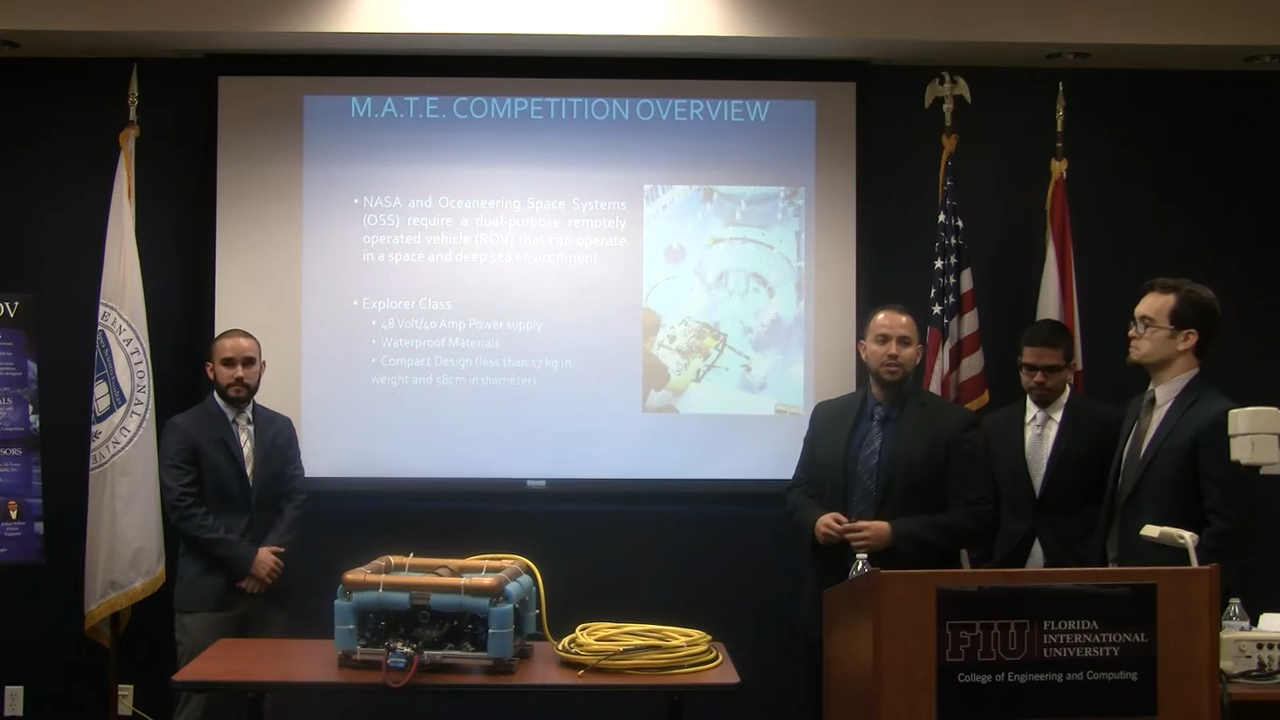 M.A.T.E. COMPETITION OVERVIEW
• NASA and Oceaneering Space Systems
(OSS) require a dual-purpose remotely
operated vehicle (ROV) that can operate
in a space and deep sea environment
• Explorer Class
• 48 Volt/40 Amp Power supply
• Waterproof Materials
• Compact Design (less than 17 kg in
weight and 58cm in diameter)
FIU
FLORIDA
INTERNATIONAL
UNIVERSITY
College of Engineering and Computing